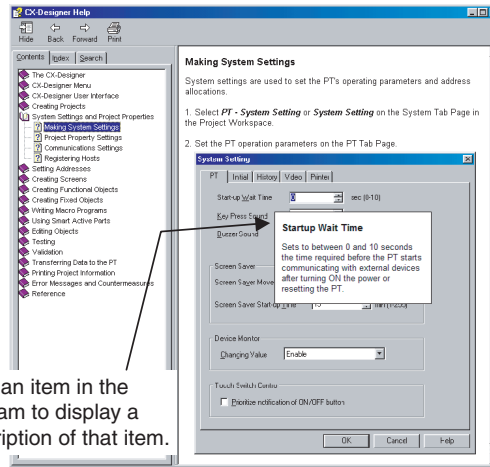 CX-Designer Help
Hide Back Forward Print
Contents Index Search
The CX-Designer
CX-Designer Menu
CX-Designer User Interface
Creating Projects
System Settings and Project Properties
Making System Settings
Project Property Settings
Communications Settings
Registering Hosts
Setting Addresses
Creating Screens
Creating Functional Objects
Creating Fixed Objects
Writing Macro Programs
Using Smart Active Parts
Editing Objects
Testing
Validation
Transferring Data to the PT
Printing Project Information
Error Messages and Countermeasures
Reference
Making System Settings
System settings are used to set the PT's operating parameters and address
allocations.
1. Select PT - System Setting or System Setting on the System Tab Page in
the Project Workspace.
2. Set the PT operation parameters on the PT Tab Page.
System Setting
PT Initial History Video Printer
Start-up Wait Time 0 sec (0-10)
Key Press Sound
Buzzer Sound
Startup Wait Time
Sets to between 0 and 10 seconds
the time required before the PT starts
communicating with external devices
after turning ON the power or
resetting the PT.
Screen Saver
Screen Saver Move
Screen Saver Start-up Time
Device Monitor
Changing Value Enable
Touch Switch Control
Prioritize notification of ON/OFF button
OK Cancel Help
an item in the
am to display a
iption of that item.